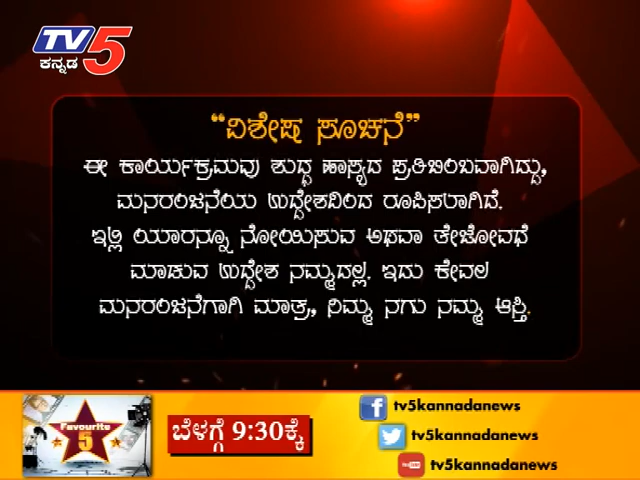 TV5
ಕನ್ನಡ
“ವಿಶೇಷ ಸೂಚನೆ”
ಈ ಕಾರ್ಯಕ್ರಮವು ಶುದ್ಧ ಹಾಸ್ಯದ ಪ್ರತಿಬಿಂಬವಾಗಿದ್ದು,
ಮನರಂಜನೆಯ ಉದ್ದೇಶದಿಂದ ರೂಪಿಸಲಾಗಿದೆ.
ಇಲ್ಲಿ ಯಾರನ್ನೂ ನೋಯಿಸುವ ಅಥವಾ ತೇಜೋವಧೆ
ಮಾಡುವ ಉದ್ದೇಶ ನಮ್ಮದಲ್ಲ. ಇದು ಕೇವಲ
ಮನರಂಜನೆಗಾಗಿ ಮಾತ್ರ, ನಿಮ್ಮ ನಗು ನಮ್ಮ ಆಸ್ತಿ.
Favourite
5
ಬೆಳಗ್ಗೆ 9:30ಕ್ಕೆ
tv5kannadanews
tv5kannadanews
tv5kannadanews